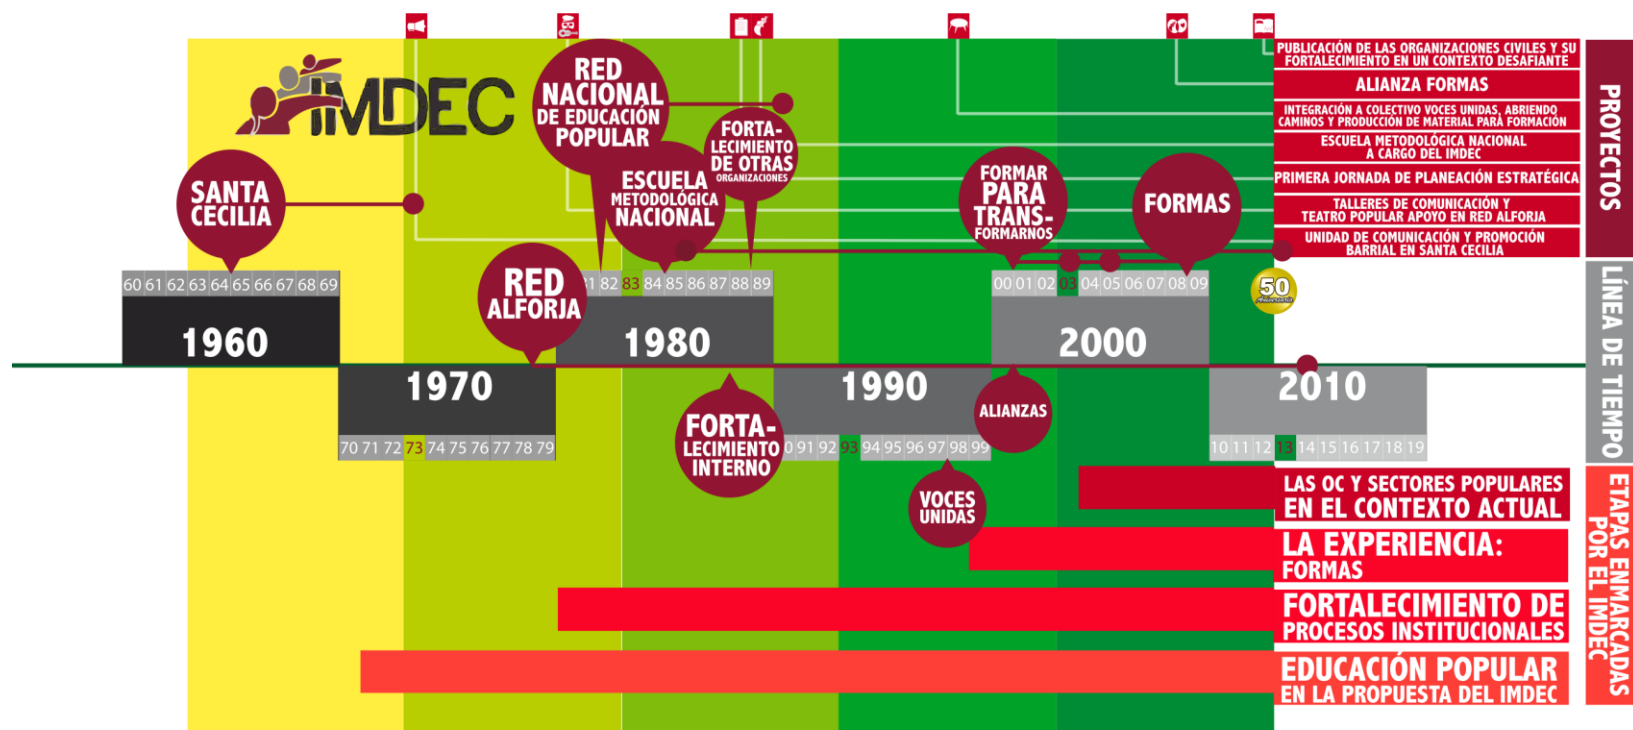 IMDEC
PUBLICACIÓN DE LAS ORGANIZACIONES CIVILES Y SU
FORTALECIMIENTO EN UN CONTEXTO DESAFIANTE
ALIANZA FORMAS
INTEGRACIÓN A COLECTIVO VOCES UNIDAS, ABRIENDO
CAMINOS Y PRODUCCIÓN DE MATERIAL PARA FORMACIÓN
ESCUELA METODOLÓGICA NACIONAL
A CARGO DEL IMDEC
PRIMERA JORNADA DE PLANEACIÓN ESTRATÉGICA
TALLERES DE COMUNICACIÓN Y
TEATRO POPULAR APOYO EN RED ALFORJA
UNIDAD DE COMUNICACIÓN Y PROMOCIÓN
BARRIAL EN SANTA CECILIA
PROYECTOS
SANTA
CECILIA
RED
NACIONAL
DE EDUCACIÓN
POPULAR
ESCUELA
METODOLÓGICA
NACIONAL
FORTA-
LECIMIENTO
DE OTRAS
ORGANIZACIONES
FORMAR
PARA
TRANS-
FORMARNOS
FORMAS
RED
ALFORJA
60 61 62 63 64 65 66 67 68 69
1960
81 82 83 84 85 86 87 88 89
1980
00 01 02 03 04 05 06 07 08 09
2000
50
Aniversario
LÍNEA DE TIEMPO
1970
70 71 72 73 74 75 76 77 78 79
FORTA-
LECIMIENTO
INTERNO
1990
0 91 92 93 94 95 96 97 98 99
ALIANZAS
VOCES
UNIDAS
2010
10 11 12 13 14 15 16 17 18 19
LAS OC Y SECTORES POPULARES
EN EL CONTEXTO ACTUAL
LA EXPERIENCIA:
FORMAS
FORTALECIMIENTO DE
PROCESOS INSTITUCIONALES
EDUCACIÓN POPULAR
EN LA PROPUESTA DEL IMDEC
ETAPAS ENMARCADAS
POR EL IMDEC